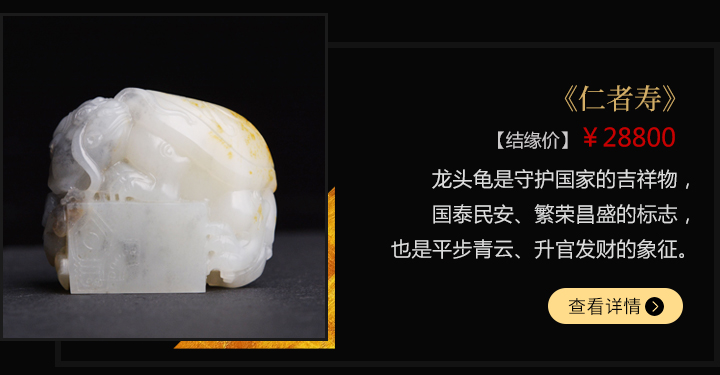 《仁者寿》
【结缘价】￥28800
龙头龟是守护国家的吉祥物，
国泰民安、繁荣昌盛的标志，
也是平步青云、升官发财的象征。
查看详情